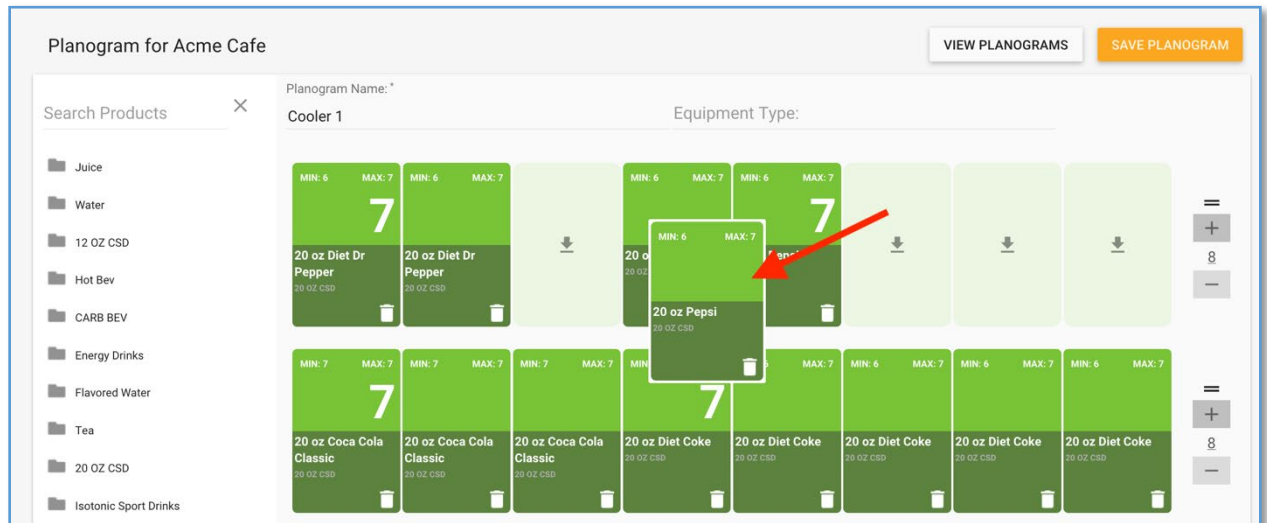 Planogram for Acme Cafe
VIEW PLANOGRAMS
SAVE PLANOGRAM
Search Products
Planogram Name: *
Cooler 1
Equipment Type:
Juice
Water
12 OZ CSD
Hot Bev
CARB BEV
Energy Drinks
Flavored Water
Tea
20 OZ CSD
Isotonic Sport Drinks
MIN: 6 MAX: 7
7
20 oz Diet Dr
Pepper
20 OZ CSD
MIN: 6 MAX: 7
20 oz Diet Dr
Pepper
20 OZ CSD
MIN: 6 MAX: 7
20 o
20 OZ
MIN: 6 MAX: 7
20 oz Pepsi
20 OZ CSD
MIN: 6 MAX: 7
7
8
MIN: 7 MAX: 7
7
20 oz Coca Cola
Classic
20 OZ CSD
MIN: 7 MAX: 7
20 oz Coca Cola
Classic
20 OZ CSD
MIN: 7 MAX: 7
20 oz Coca Cola
Classic
20 OZ CSD
MIN
7
20 oz Diet Coke
20 OZ CSD
MAX: 7
20 oz Diet Coke
20 OZ CSD
MIN: 6 MAX: 7
20 oz Diet Coke
20 OZ CSD
MIN: 6 MAX: 7
20 oz Diet Coke
20 OZ CSD
MIN: 6 MAX: 7
20 oz Diet Coke
20 OZ CSD
8